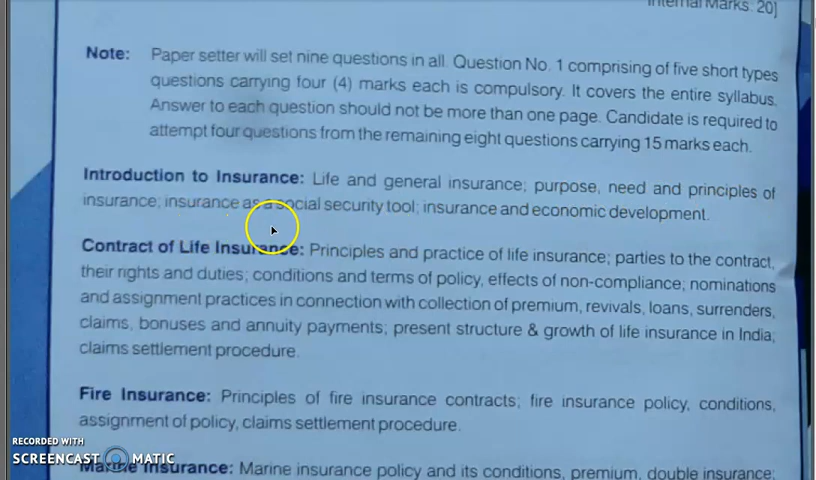 Internal Marks: 20]
Note: Paper setter will set nine questions in all. Question No. 1 comprising of five short types
questions carrying four (4) marks each is compulsory. It covers the entire syllabus.
Answer to each question should not be more than one page. Candidate is required to
attempt four questions from the remaining eight questions carrying 15 marks each.
Introduction to Insurance: Life and general insurance; purpose, need and principles of
insurance; insurance as a social security tool; insurance and economic development.
Contract of Life Insurance: Principles and practice of life insurance; parties to the contract,
their rights and duties; conditions and terms of policy, effects of non-compliance; nominations
and assignment practices in connection with collection of premium, revivals, loans, surrenders,
claims, bonuses and annuity payments; present structure & growth of life insurance in India;
claims settlement procedure.
Fire Insurance: Principles of fire insurance contracts; fire insurance policy, conditions,
assignment of policy, claims settlement procedure.
RECORDED WITH
SCREENCAST MATIC
Marine Insurance: Marine insurance policy and its conditions, premium, double insurance;